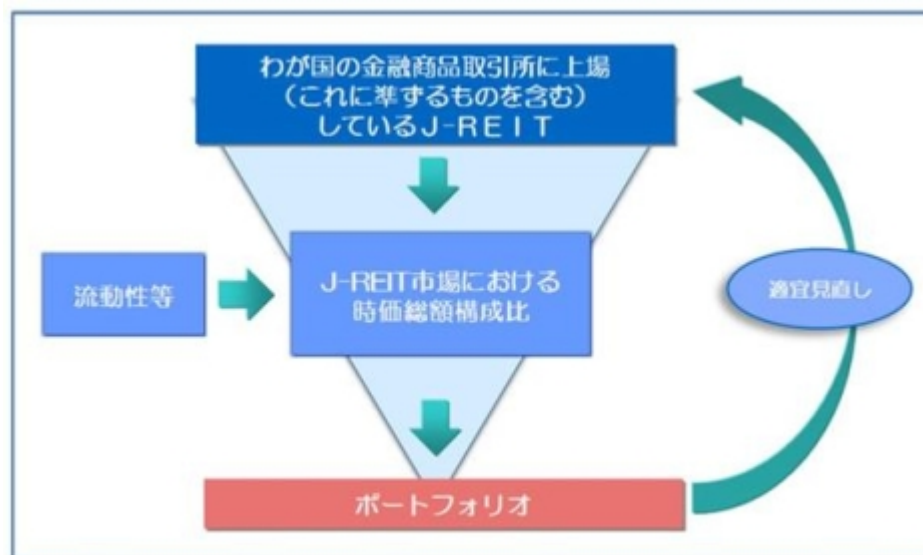 わが国の金融商品取引所に上場
（これに準ずるものを含む）
しているＪ-ＲＥＩＴ
流動性等
J-REIT市場における
時価総額構成比
適宜見直し
ポートフォリオ